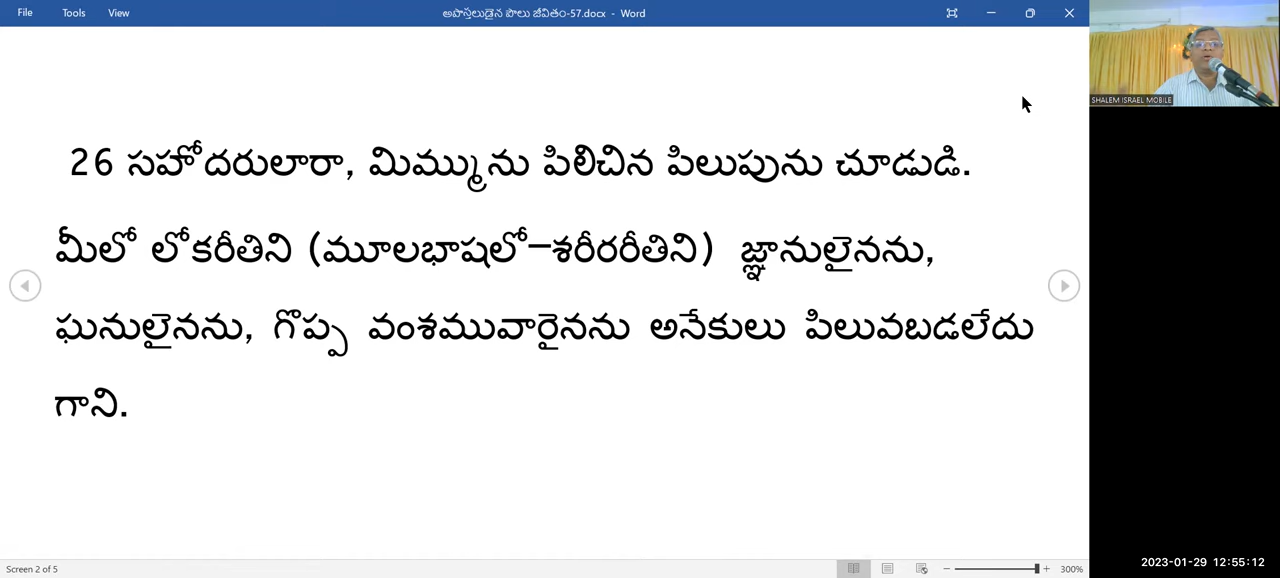 File Tools View అపొస్తలుడైన పౌలు జీవితం-57.docx - Word
SHALEM ISRAEL MOBILE
26 సహోదరులారా, మిమ్మును పిలిచిన పిలుపును చూడుడి.
మీలో లోకరీతిని (మూలభాషలో–శరీరరీతిని) జ్ఞానులైనను,
ఘనులైనను, గొప్ప వంశమువారైనను అనేకులు పిలువబడలేదు
గాని.
2023-01-29 12:55:12
Screen 2 of 5 300%